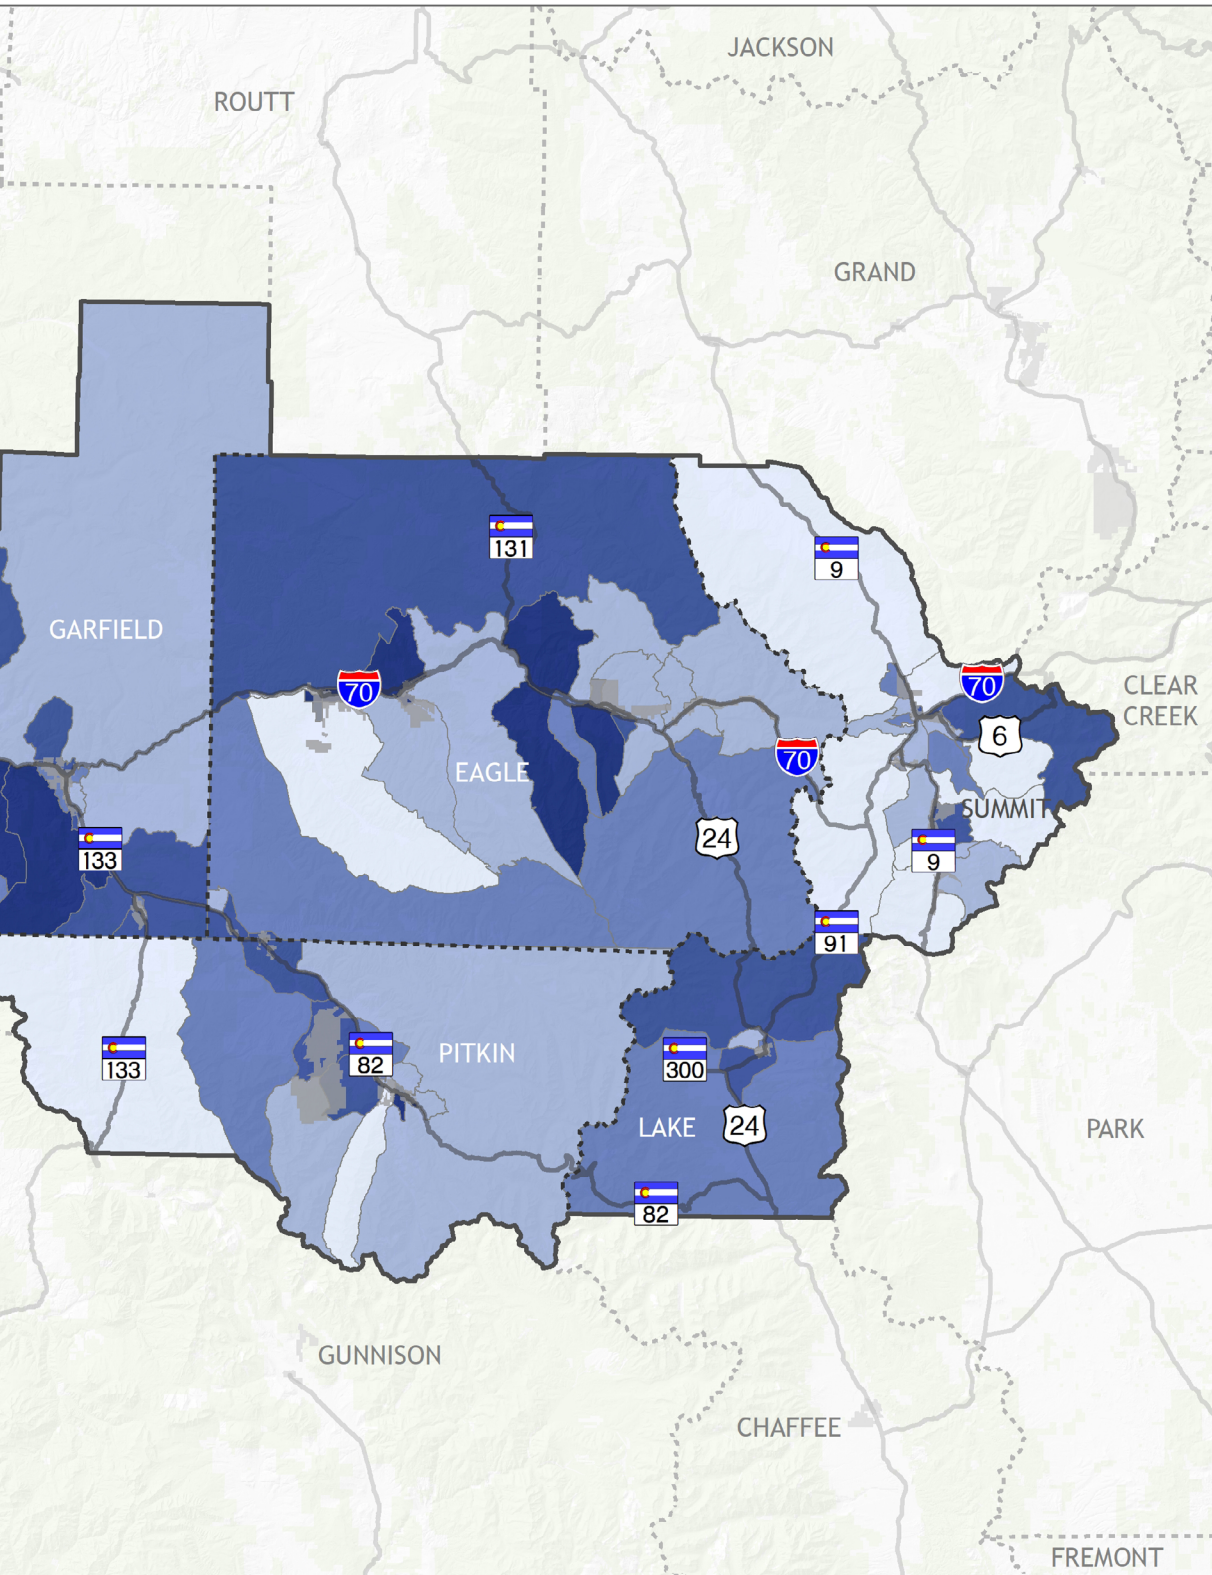 JACKSON
ROUTT
GRAND
131
9
GARFIELD
70
70
CLEAR
CREEK
6
70
EAGLE
SUMMIT
24
133
9
91
133
82
PITKIN
300
LAKE
24
PARK
82
GUNNISON
CHAFFEE
FREMONT